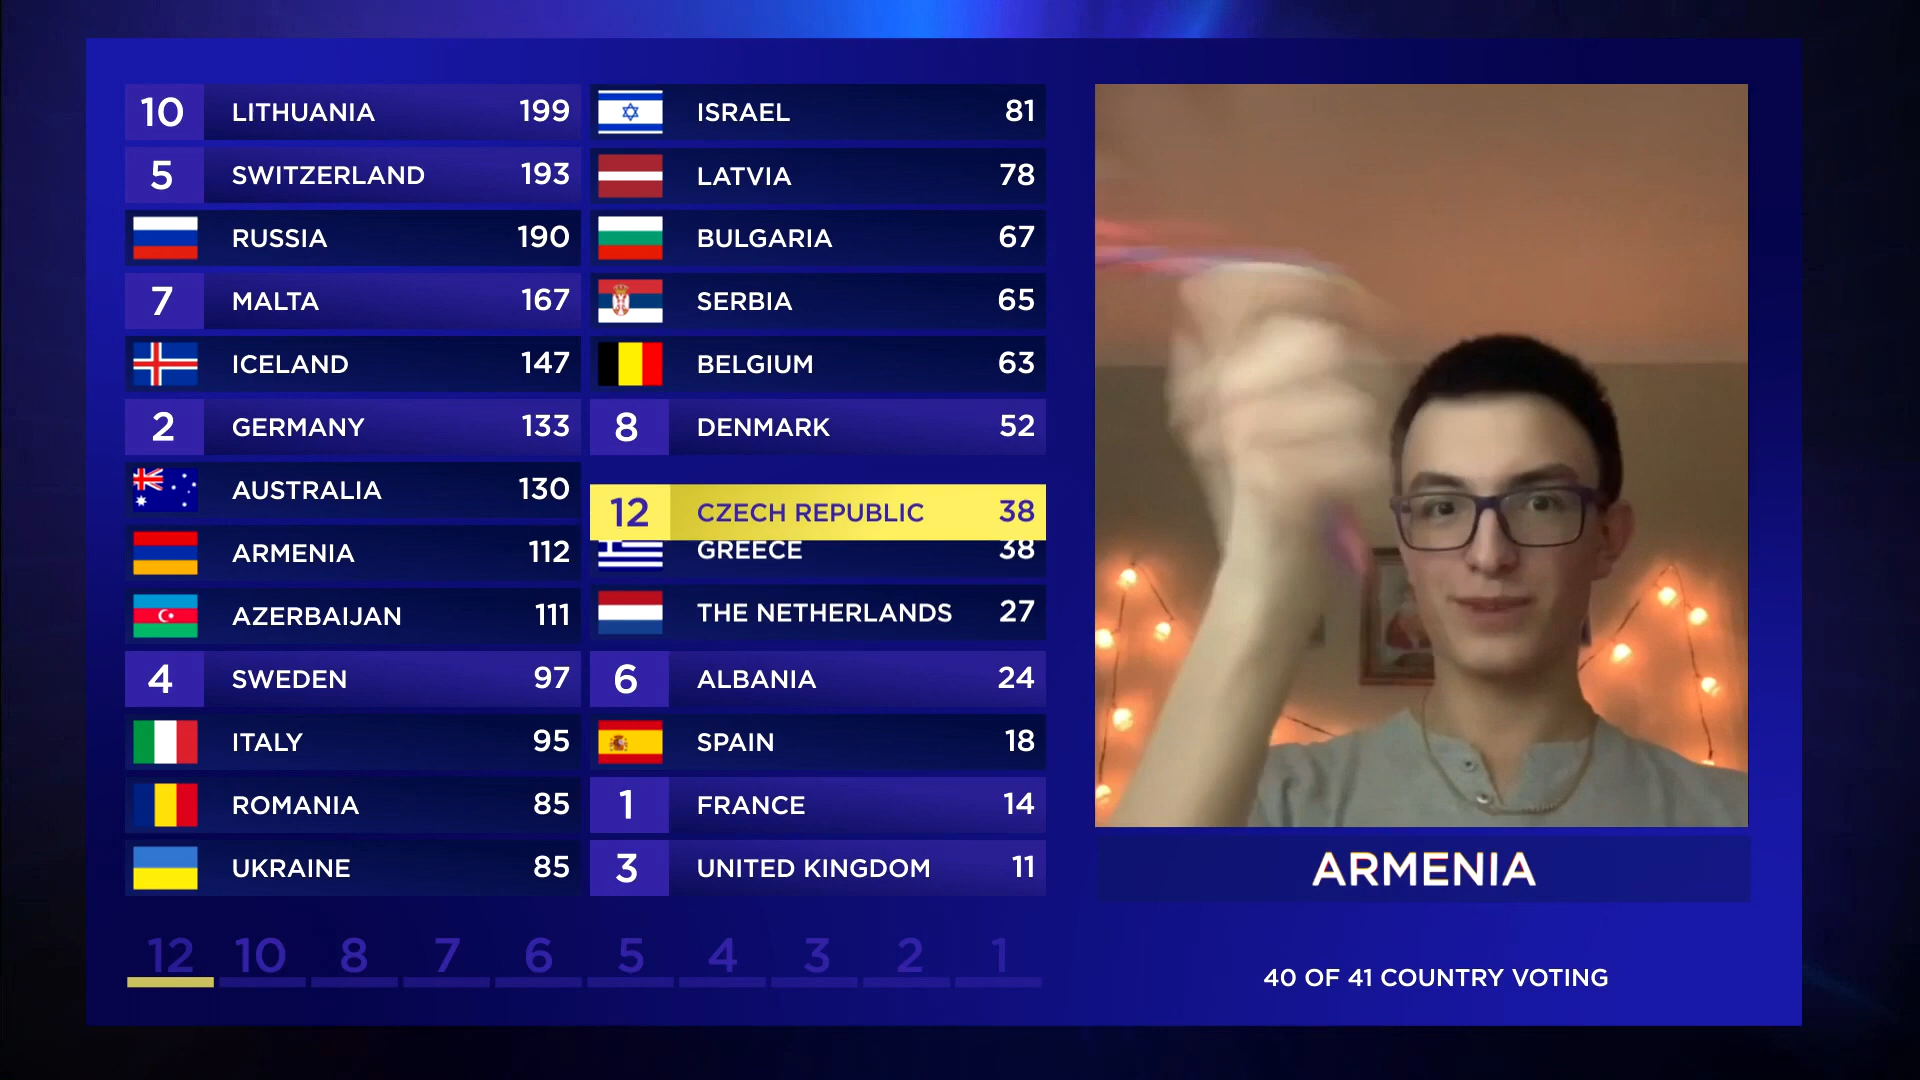 10 LITHUANIA 199
5 SWITZERLAND 193
RUSSIA 190
7 MALTA 167
ICELAND 147
2 GERMANY 133
AUSTRALIA 130
ARMENIA 112
AZERBAIJAN 111
4 SWEDEN 97
ITALY 95
ROMANIA 85
UKRAINE 85
ISRAEL 81
LATVIA 78
BULGARIA 67
SERBIA 65
BELGIUM 63
8 DENMARK 52
12 CZECH REPUBLIC 38
GREECE 38
THE NETHERLANDS 27
6 ALBANIA 24
SPAIN 18
1 FRANCE 14
3 UNITED KINGDOM 11
12 10 8 7 6 5 4 3 2 1
ARMENIA
40 OF 41 COUNTRY VOTING